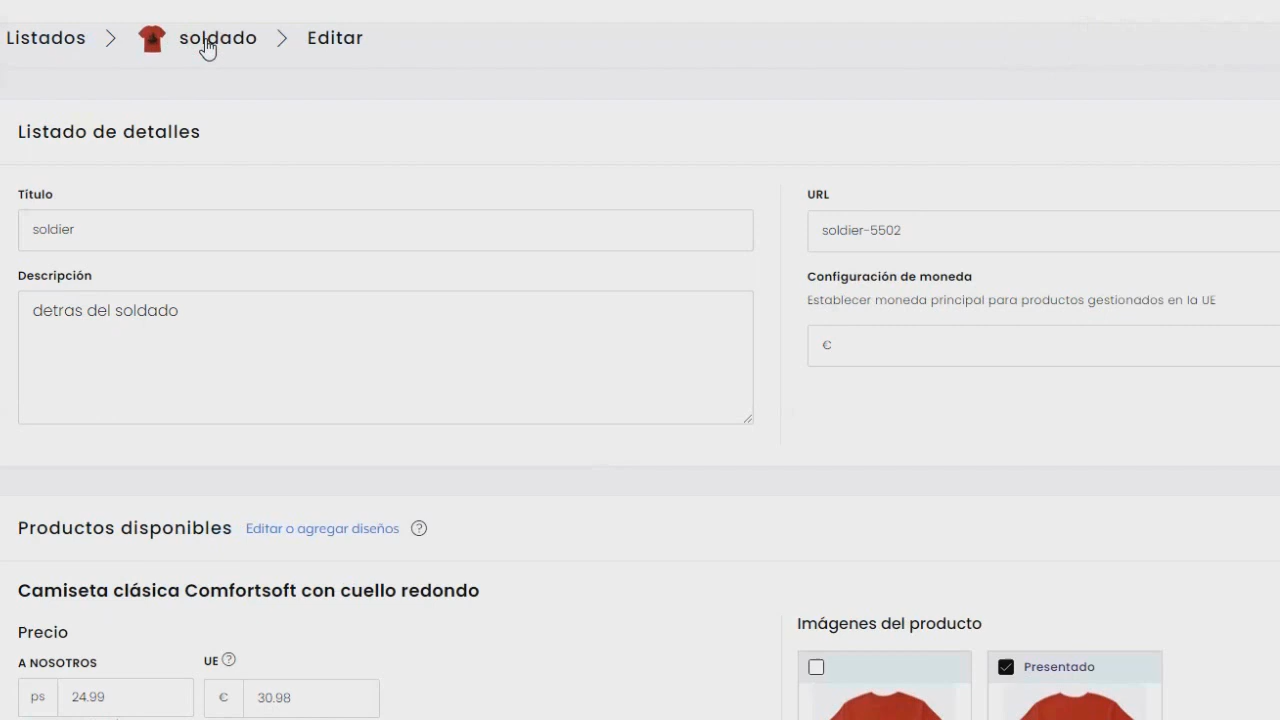 Listados > soldado > Editar
Listado de detalles
Título
soldier
Descripción
detras del soldado
URL
soldier-5502
Configuración de moneda
Establecer moneda principal para productos gestionados en la UE
€
Productos disponibles Editar o agregar diseños ?
Camiseta clásica Comfortsoft con cuello redondo
Precio
A NOSOTROS UE ?
ps 24.99 € 30.98
Imágenes del producto
Presentado